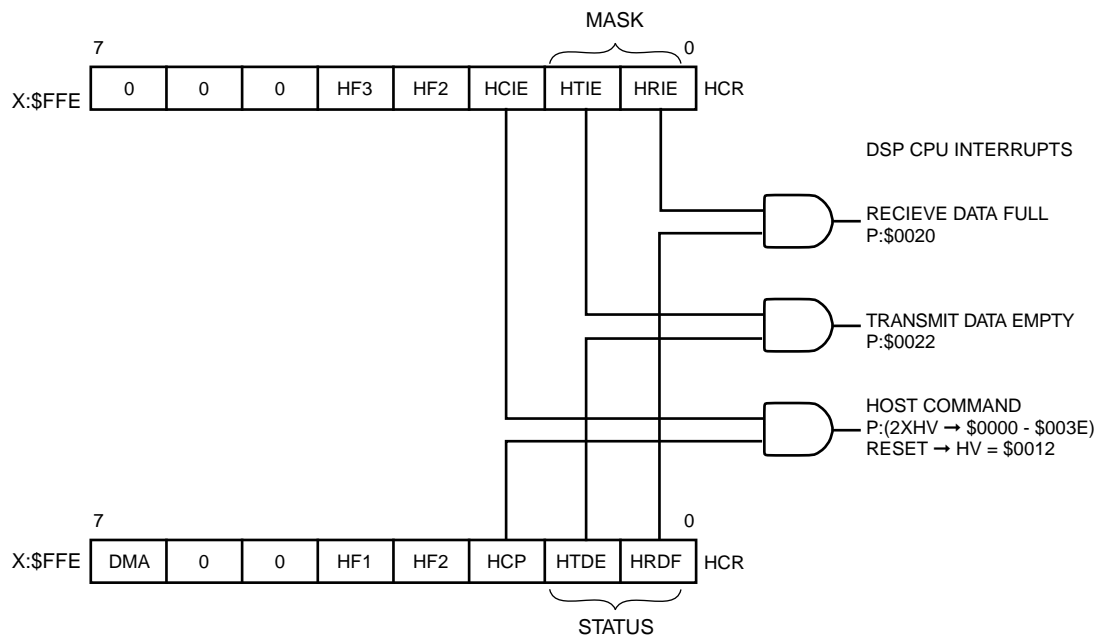 MASK
7 0
X:$FFE 0 0 0 HF3 HF2 HCIE HTIE HRIE HCR
DSP CPU INTERRUPTS
RECIEVE DATA FULL
P:$0020
TRANSMIT DATA EMPTY
P:$0022
HOST COMMAND
P:(2XHV → $0000 - $003E)
RESET → HV = $0012
7 0
X:$FFE DMA 0 0 HF1 HF2 HCP HTDE HRDF HCR
STATUS